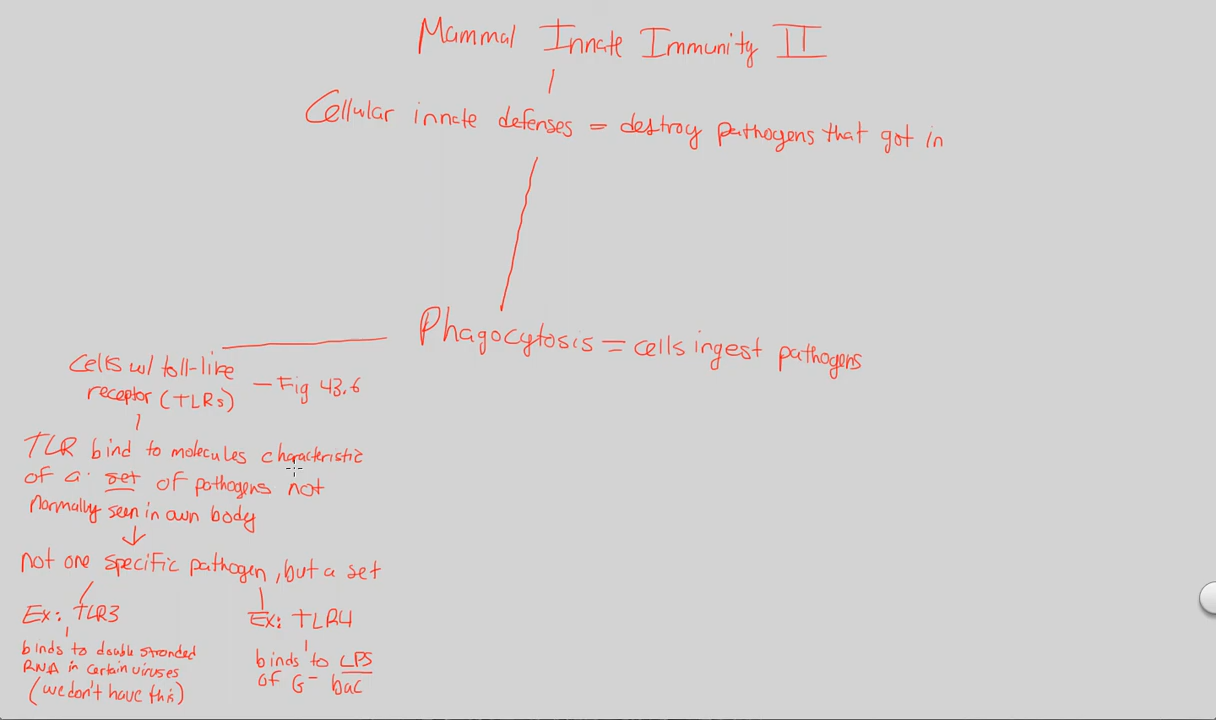 Mammal Innate Immunity II
Cellular innate defenses = destroy pathogens that got in
Phagocytosis = cells ingest pathogens
Cells w/ toll-like
receptor (TLRs)
- Fig 43.6
TLR bind to molecules characteristic
of a set of pathogens not
normally seen in own body
not one specific pathogen, but a set
Ex: TLR3
binds to double stranded
RNA in certain viruses
(we don't have this)
Ex: TLR4
binds to LPS
of G- bac